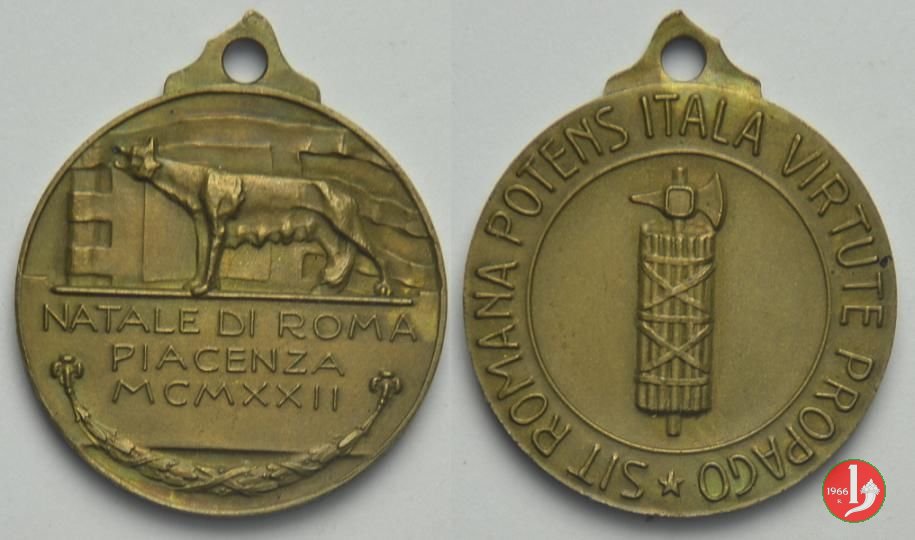 NATALE DI ROMA
PIACENZA
MCMXXII
SIT ROMANA POTENS ITALA VIRTUTE PROPAGO
1966